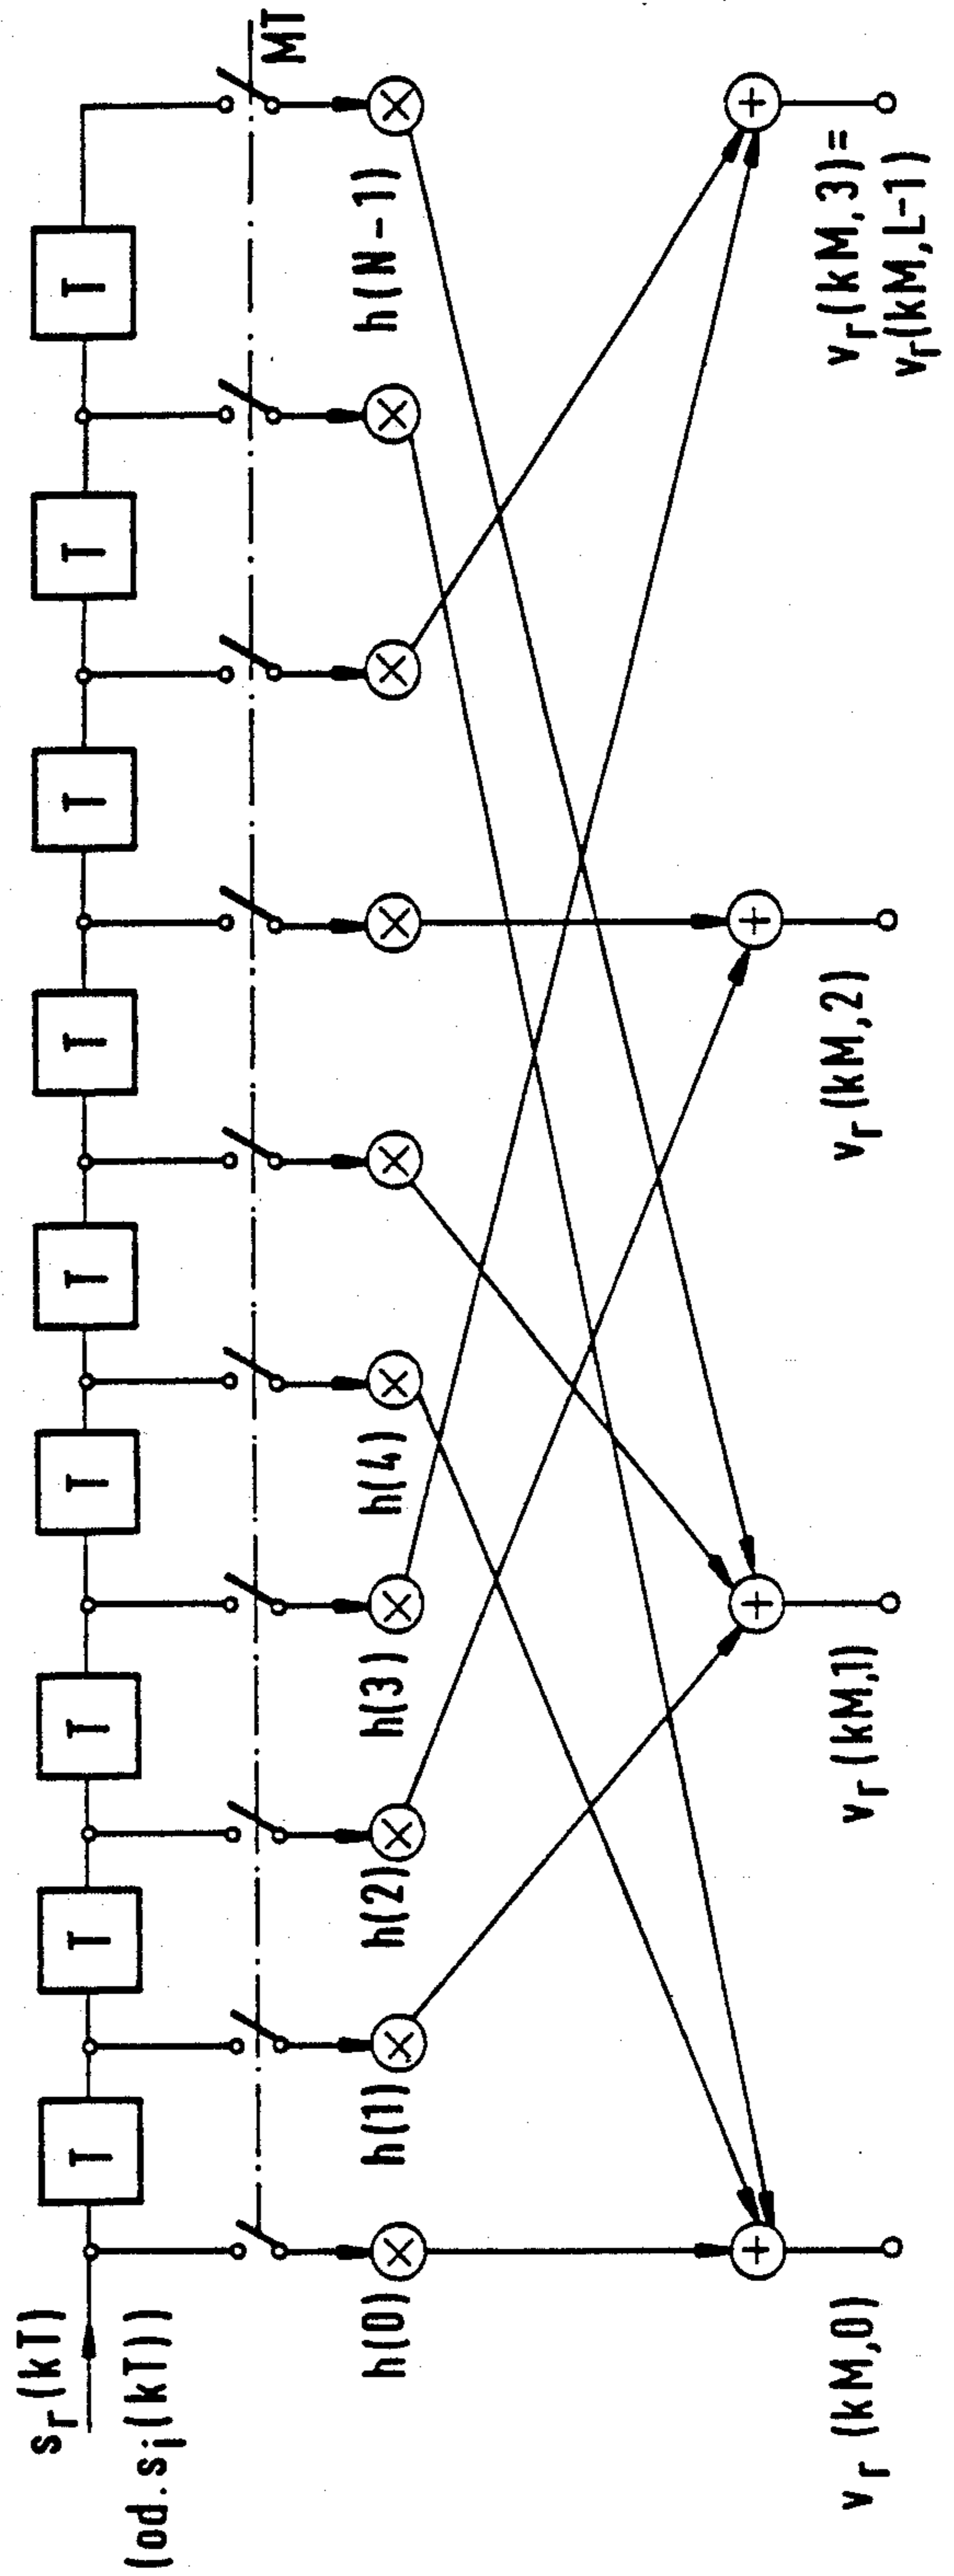 s_r(kT)
(od. s_i(kT))
T
T
T
T
T
T
T
T
T
MT
h(0)
h(1)
h(2)
h(3)
h(4)
h(N-1)
v_r(kM,0)
v_r(kM,1)
v_r(kM,2)
v_r(kM,3)=
v_r(kM,L-1)